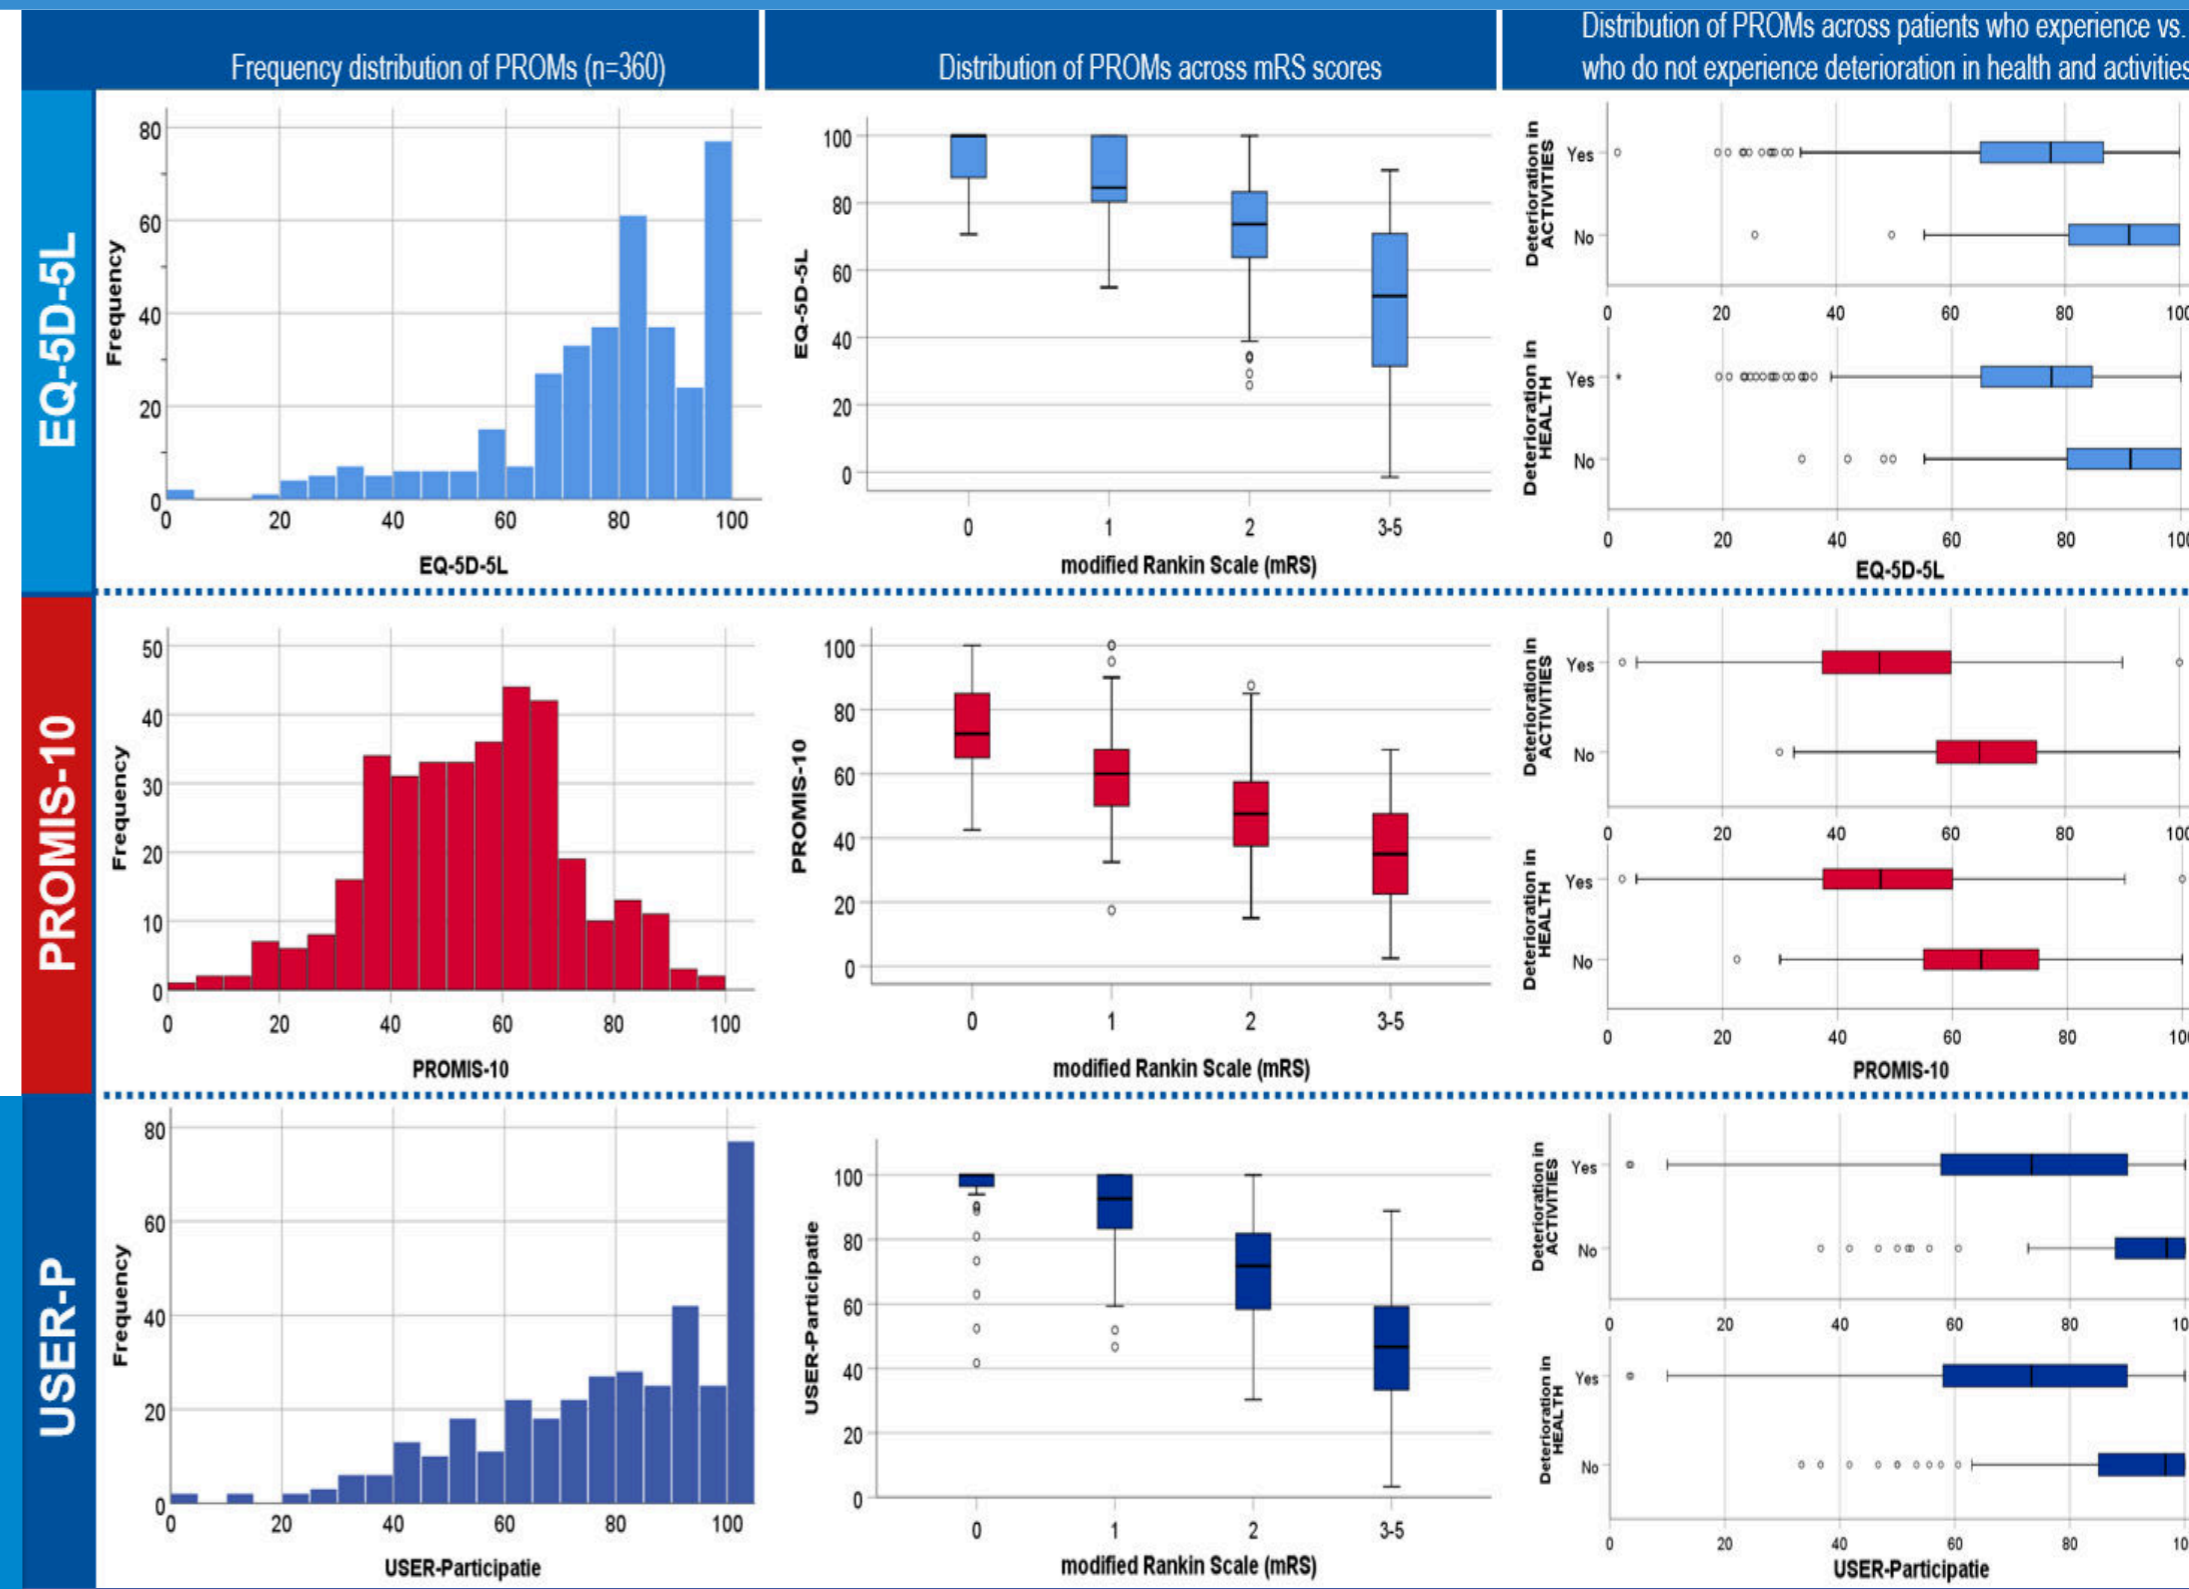 Frequency distribution of PROMs (n=360)
Distribution of PROMs across mRS scores
Distribution of PROMs across patients who experience vs.
who do not experience deterioration in health and activities
EQ-5D-5L
Frequency
80
60
40
20
0
0 20 40 60 80 100
EQ-5D-5L
EQ-5D-5L
100
80
60
40
20
0
0 1 2 3-5
modified Rankin Scale (mRS)
Deterioration in
ACTIVITIES
Yes
No
0 20 40 60 80 100
Deterioration in
HEALTH
Yes
No
0 20 40 60 80 100
EQ-5D-5L
PROMIS-10
Frequency
50
40
30
20
10
0
0 20 40 60 80 100
PROMIS-10
PROMIS-10
100
80
60
40
20
0
0 1 2 3-5
modified Rankin Scale (mRS)
Deterioration in
ACTIVITIES
Yes
No
0 20 40 60 80 100
Deterioration in
HEALTH
Yes
No
0 20 40 60 80 100
PROMIS-10
USER-P
Frequency
80
60
40
20
0
0 20 40 60 80 100
USER-Participatie
USER-Participatie
100
80
60
40
20
0
0 1 2 3-5
modified Rankin Scale (mRS)
Deterioration in
ACTIVITIES
Yes
No
0 20 40 60 80 10
Deterioration in
HEALTH
Yes
No
0 20 40 60 80 10
USER-Participatie